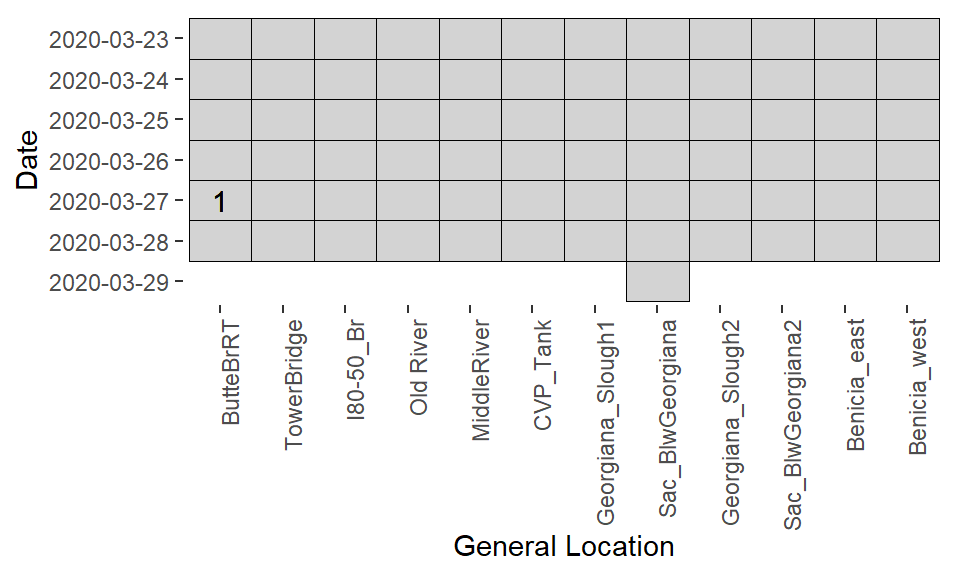 Date
2020-03-23
2020-03-24
2020-03-25
2020-03-26
2020-03-27
1
2020-03-28
2020-03-29
ButteBrRT
TowerBridge
I80-50_Br
Old River
MiddleRiver
CVP_Tank
Georgiana_Slough1
Sac_BlwGeorgiana
Georgiana_Slough2
Sac_BlwGeorgiana2
Benicia_east
Benicia_west
General Location